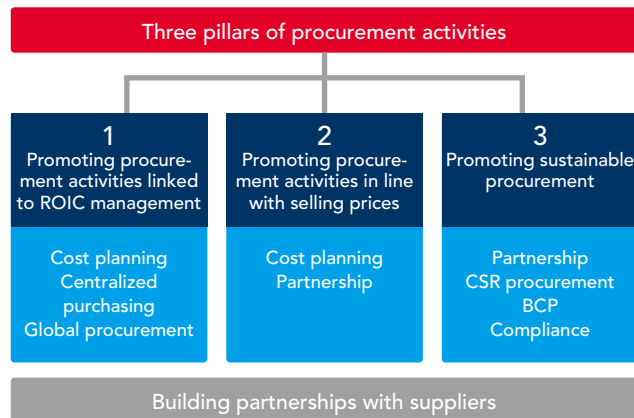 Three pillars of procurement activities
1
Promoting procure-
ment activities linked
to ROIC management
Cost planning
Centralized
purchasing
Global procurement
2
Promoting procure-
ment activities in line
with selling prices
Cost planning
Partnership
3
Promoting sustainable
procurement
Partnership
CSR procurement
BCP
Compliance
Building partnerships with suppliers